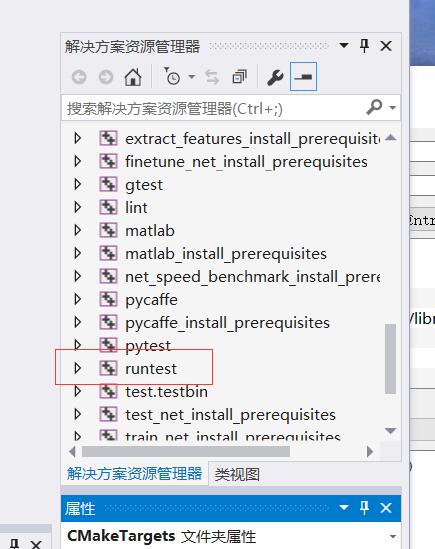 解决方案资源管理器
搜索解决方案资源管理器(Ctrl+;)
extract_features_install_prerequisite
finetune_net_install_prerequisites
gtest
lint
matlab
matlab_install_prerequisites
net_speed_benchmark_install_prere
pycaffe
pycaffe_install_prerequisites
pytest
runtest
test.testbin
test_net_install_prerequisites
train_net_install_prerequisites
解决方案资源管理器 类视图
属性
CMakeTargets 文件夹属性
Entr
/libr